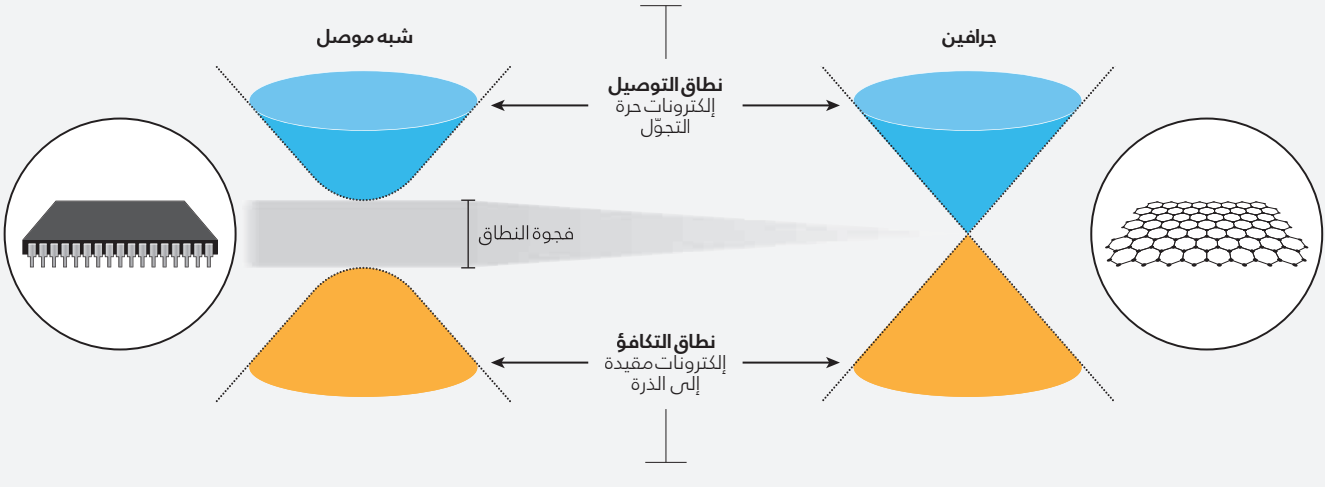 جرافين
شبه موصل
نطاق التوصيل
إلكترونات حرة
التجوّل
فجوة النطاق
نطاق التكافؤ
إلكترونات مقيدة
إلى الذرة